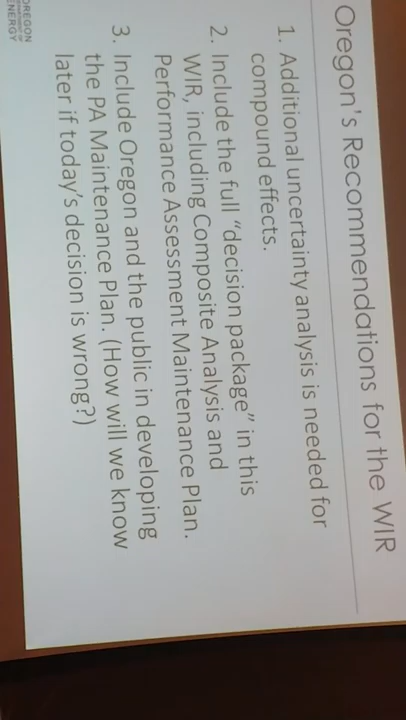 Oregon's Recommendations for the WIR
1. Additional uncertainty analysis is needed for
compound effects.
2. Include the full "decision package" in this
WIR, including Composite Analysis and
Performance Assessment Maintenance Plan.
3. Include Oregon and the public in developing
the PA Maintenance Plan. (How will we know
later if today's decision is wrong?)
OREGON
ENERGY